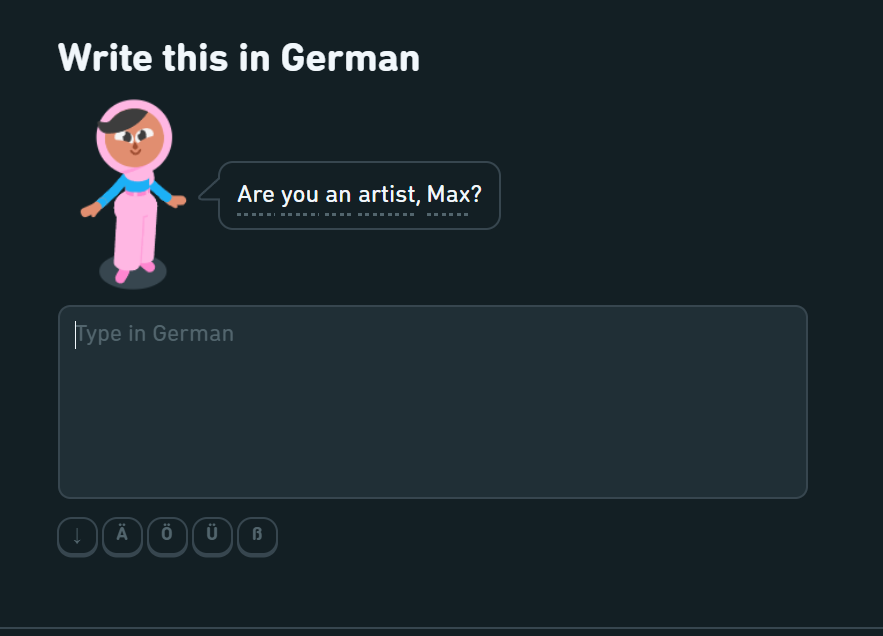 Write this in German
Are you an artist, Max?
Type in German
↓ Ä Ö Ü ß